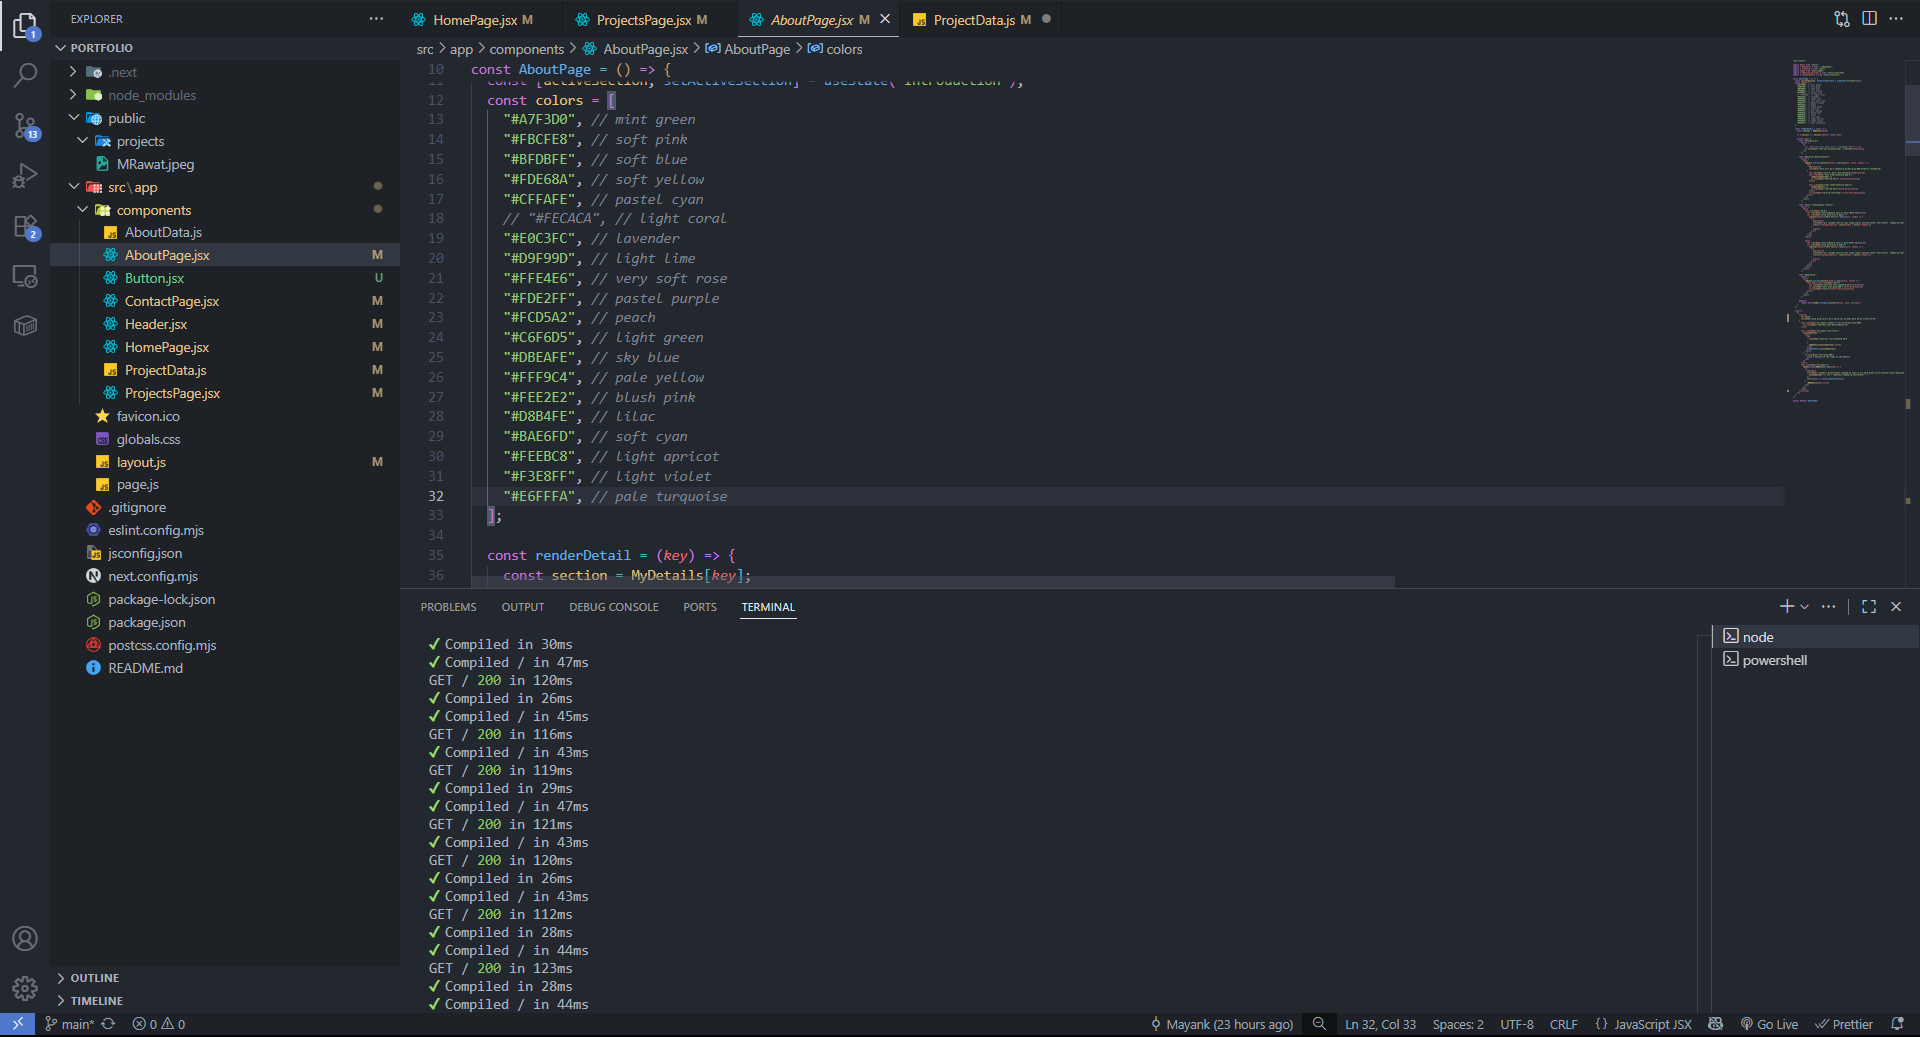 EXPLORER
PORTFOLIO
.next
node_modules
public
projects
MRawat.jpeg
src\app
components
AboutData.js
AboutPage.jsx M
Button.jsx U
ContactPage.jsx M
Header.jsx M
HomePage.jsx M
ProjectData.js M
ProjectsPage.jsx M
favicon.ico
globals.css
layout.js M
page.js
.gitignore
eslint.config.mjs
jsconfig.json
next.config.mjs
package-lock.json
package.json
postcss.config.mjs
README.md
OUTLINE
TIMELINE
1
13
2
HomePage.jsx M
ProjectsPage.jsx M
AboutPage.jsx M
ProjectData.js M
src > app > components > AboutPage.jsx > AboutPage > colors
10 const AboutPage = () => {
11 const [activeSection, setActiveSection] = useState("introduction");
12 const colors = [
13 "#A7F3D0", // mint green
14 "#FBCFE8", // soft pink
15 "#BFDBFE", // soft blue
16 "#FDE68A", // soft yellow
17 "#CFFAFE", // pastel cyan
18 // "#FECACA", // light coral
19 "#E0C3FC", // lavender
20 "#D9F99D", // light lime
21 "#FFE4E6", // very soft rose
22 "#FDE2FF", // pastel purple
23 "#FCD5A2", // peach
24 "#C6F6D5", // light green
25 "#DBEAFE", // sky blue
26 "#FFF9C4", // pale yellow
27 "#FEE2E2", // blush pink
28 "#D8B4FE", // lilac
29 "#BAE6FD", // soft cyan
30 "#FEEBC8", // light apricot
31 "#F3E8FF", // light violet
32 "#E6FFFA", // pale turquoise
33 ];
34
35 const renderDetail = (key) => {
36 const section = MyDetails[key];
PROBLEMS OUTPUT DEBUG CONSOLE PORTS TERMINAL
✓ Compiled in 30ms
✓ Compiled / in 47ms
GET / 200 in 120ms
✓ Compiled in 26ms
✓ Compiled / in 45ms
GET / 200 in 116ms
✓ Compiled / in 43ms
GET / 200 in 119ms
✓ Compiled in 29ms
✓ Compiled / in 47ms
GET / 200 in 121ms
✓ Compiled / in 43ms
GET / 200 in 120ms
✓ Compiled in 26ms
✓ Compiled / in 43ms
GET / 200 in 112ms
✓ Compiled in 28ms
✓ Compiled / in 44ms
GET / 200 in 123ms
✓ Compiled in 28ms
✓ Compiled / in 44ms
node
powershell
main* 0 0 Mayank (23 hours ago) Ln 32, Col 33 Spaces: 2 UTF-8 CRLF {} JavaScript JSX Go Live Prettier